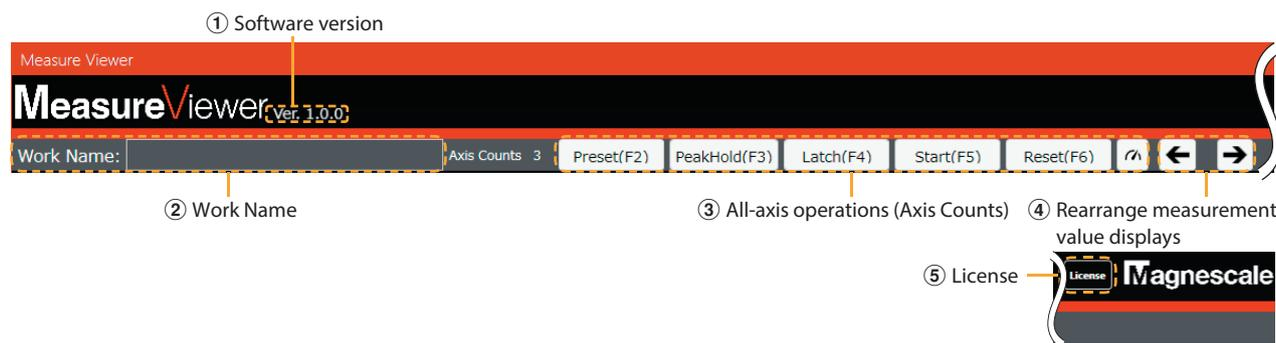 ① Software version
Measure Viewer
MeasureViewer Ver. 1.0.0
Work Name: Axis Counts 3 Preset(F2) PeakHold(F3) Latch(F4) Start(F5) Reset(F6) ← →
② Work Name
③ All-axis operations (Axis Counts)
④ Rearrange measurement
value displays
⑤ License
License Magnescale